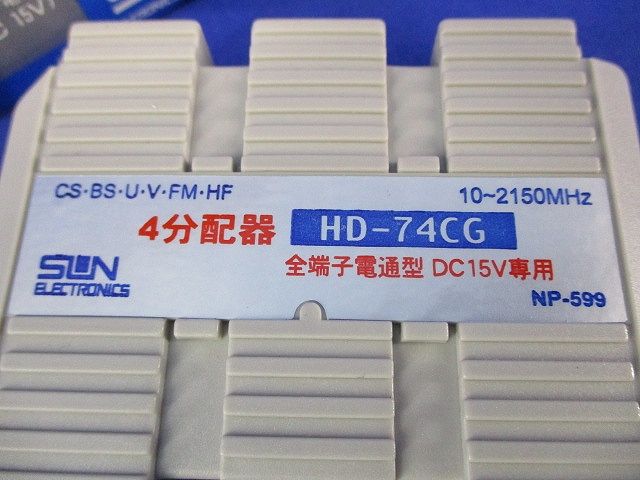 C 15V)
CS·BS·U·V·FM·HF
10~2150MHz
4分配器 HD-74CG
全端子電通型 DC15V専用
SUN
ELECTRONICS
NP-599